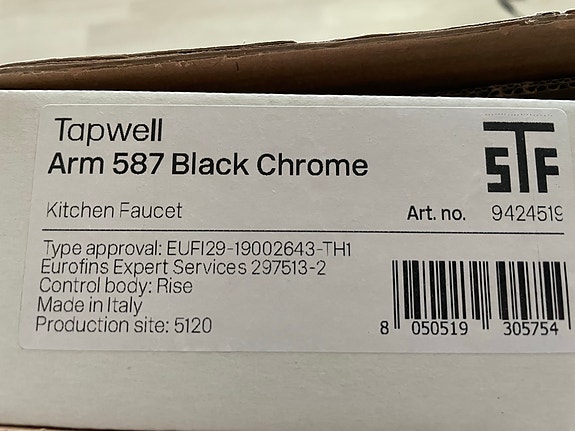 Tapwell
Arm 587 Black Chrome
STF
Kitchen Faucet
Art. no. 9424519
Type approval: EUFI29-19002643-TH1
Eurofins Expert Services 297513-2
Control body: Rise
Made in Italy
Production site: 5120
8 050519 305754